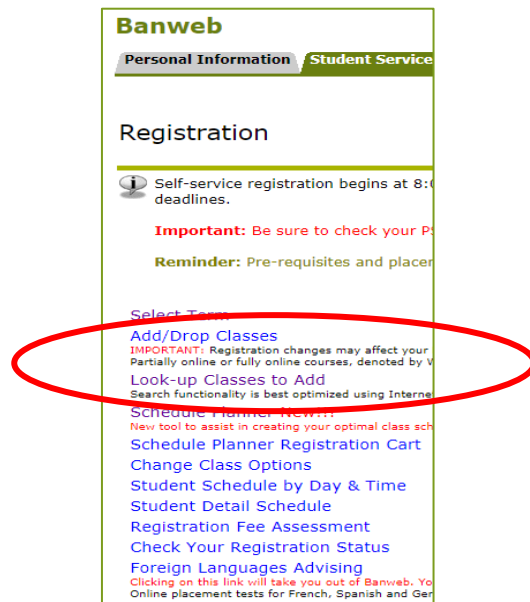 Banweb
Personal Information Student Service
Registration
Self-service registration begins at 8:0
deadlines.
Important: Be sure to check your PS
Reminder: Pre-requisites and placer
Select Term
Add/Drop Classes
IMPORTANT: Registration changes may affect your
Partially online or fully online courses, denoted by W
Look-up Classes to Add
Search functionality is best optimized using Interne
Schedule Planner New!!!
New tool to assist in creating your optimal class sch
Schedule Planner Registration Cart
Change Class Options
Student Schedule by Day & Time
Student Detail Schedule
Registration Fee Assessment
Check Your Registration Status
Foreign Languages Advising
Clicking on this link will take you out of Banweb. Yo
Online placement tests for French, Spanish and Ger